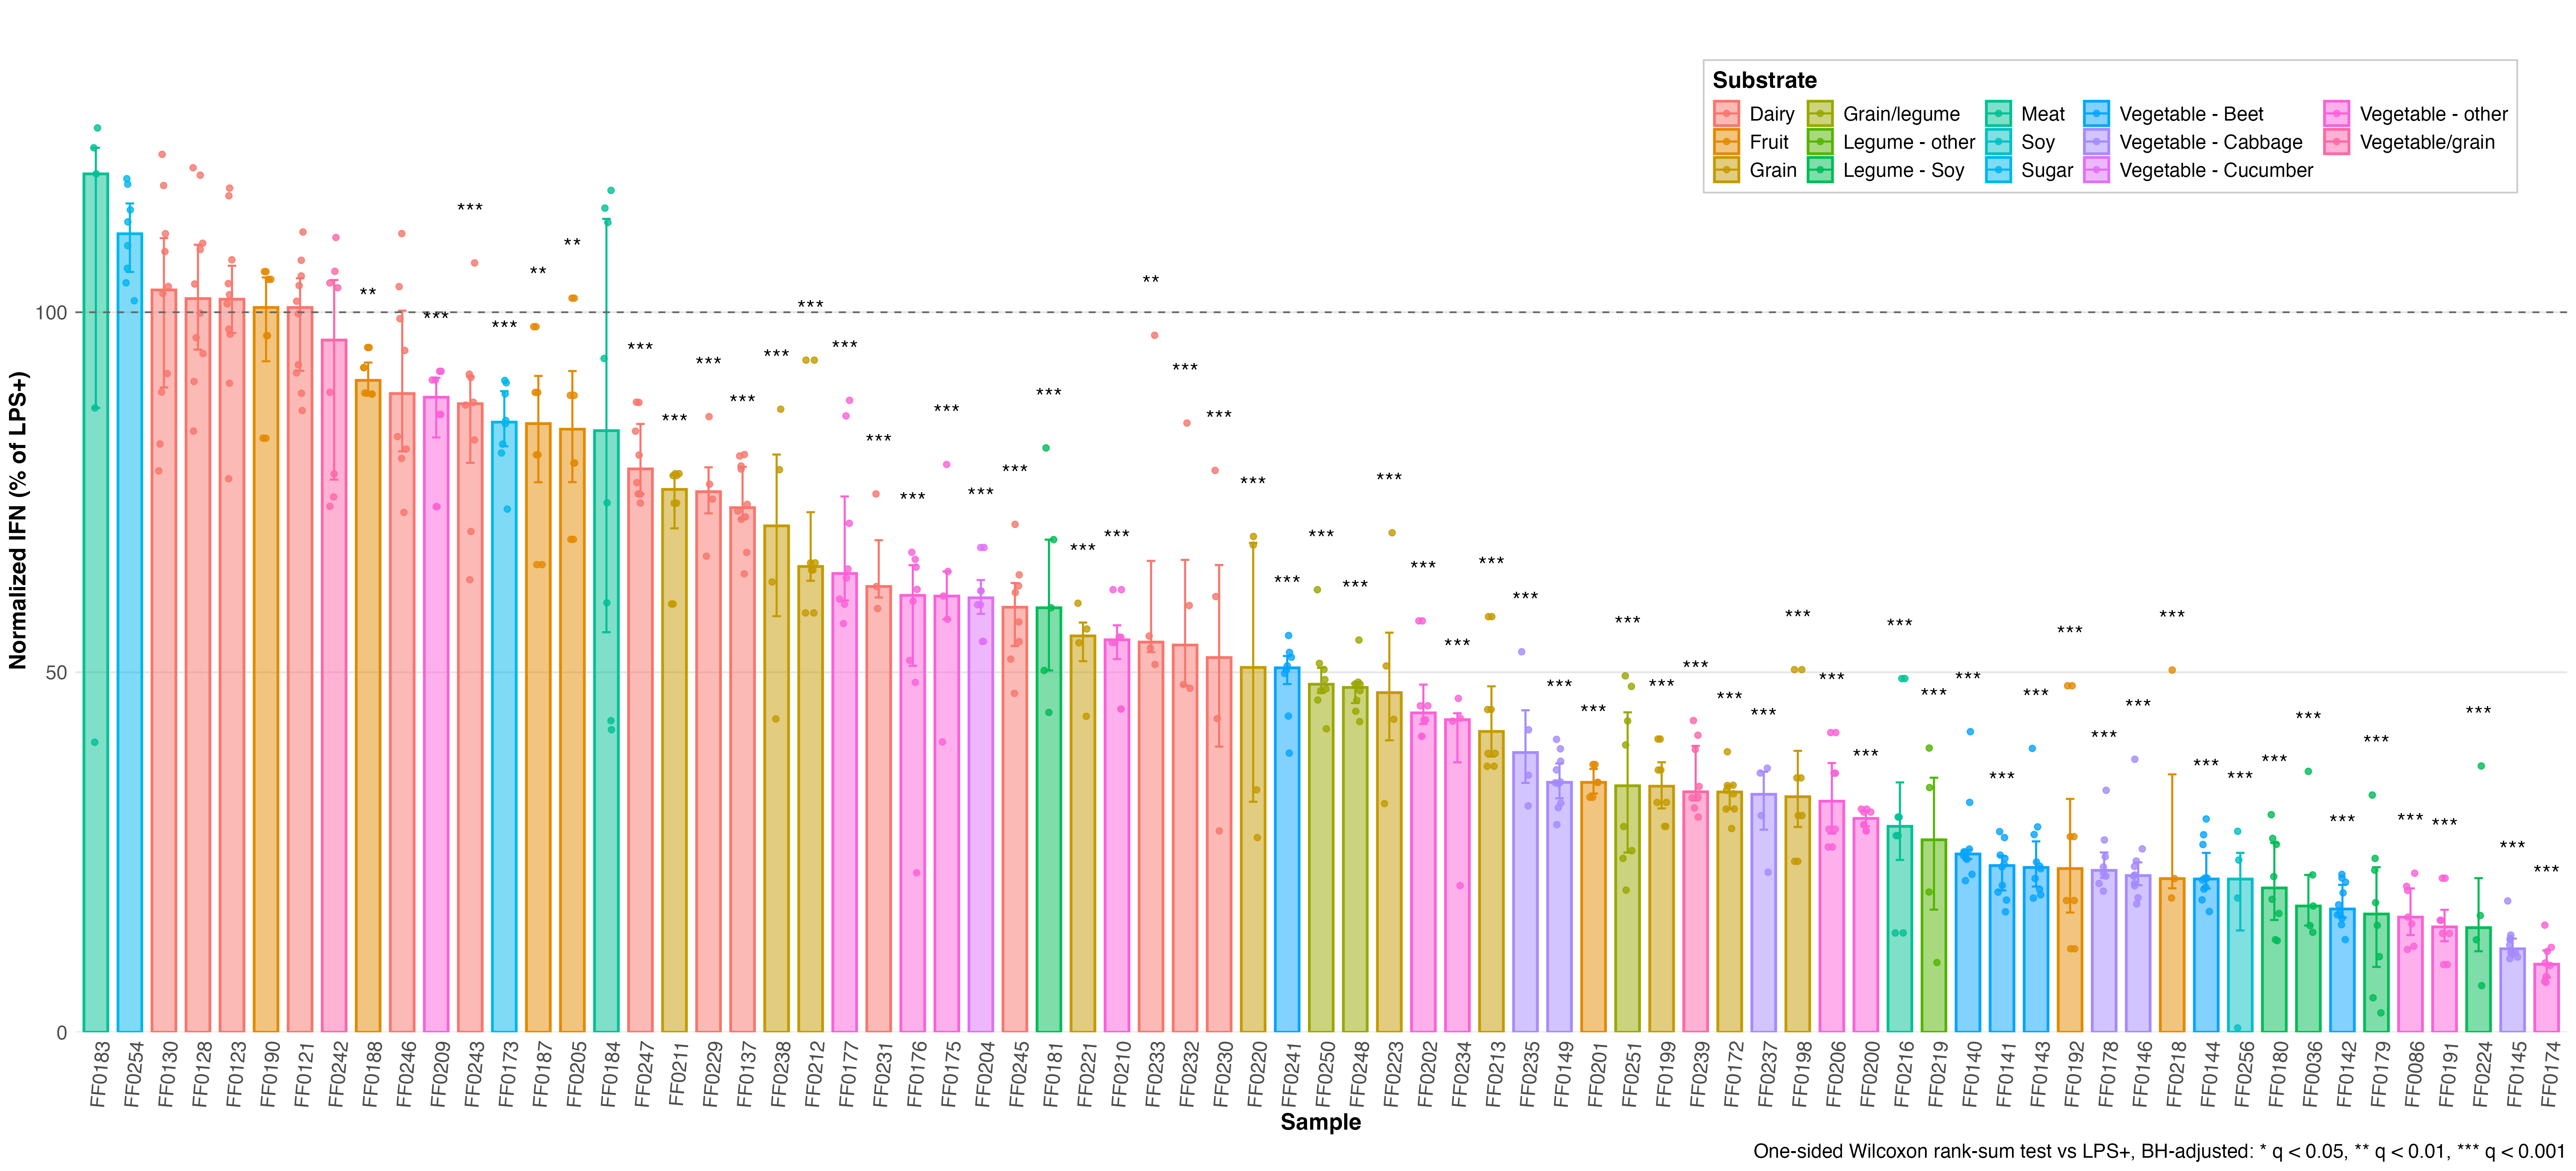 Substrate
Dairy Grain/legume Meat Vegetable - Beet Vegetable - other
Fruit Legume - other Soy Vegetable - Cabbage Vegetable/grain
Grain Legume - Soy Sugar Vegetable - Cucumber
Normalized IFN (% of LPS+)
100
50
0
FF0183 FF0254 FF0130 FF0128 FF0123 FF0190 FF0121 FF0242 FF0188 FF0246 FF0209 FF0243 FF0173 FF0187 FF0205 FF0184 FF0247 FF0211 FF0229 FF0137 FF0238 FF0212 FF0177 FF0231 FF0176 FF0175 FF0204 FF0245 FF0181 FF0221 FF0210 FF0233 FF0232 FF0230 FF0220 FF0241 FF0250 FF0248 FF0223 FF0202 FF0234 FF0213 FF0235 FF0149 FF0201 FF0251 FF0199 FF0239 FF0172 FF0237 FF0198 FF0206 FF0200 FF0216 FF0219 FF0140 FF0141 FF0143 FF0192 FF0178 FF0146 FF0218 FF0144 FF0256 FF0180 FF0036 FF0142 FF0179 FF0086 FF0191 FF0224 FF0145 FF0174
Sample
One-sided Wilcoxon rank-sum test vs LPS+, BH-adjusted: * q < 0.05, ** q < 0.01, *** q < 0.001